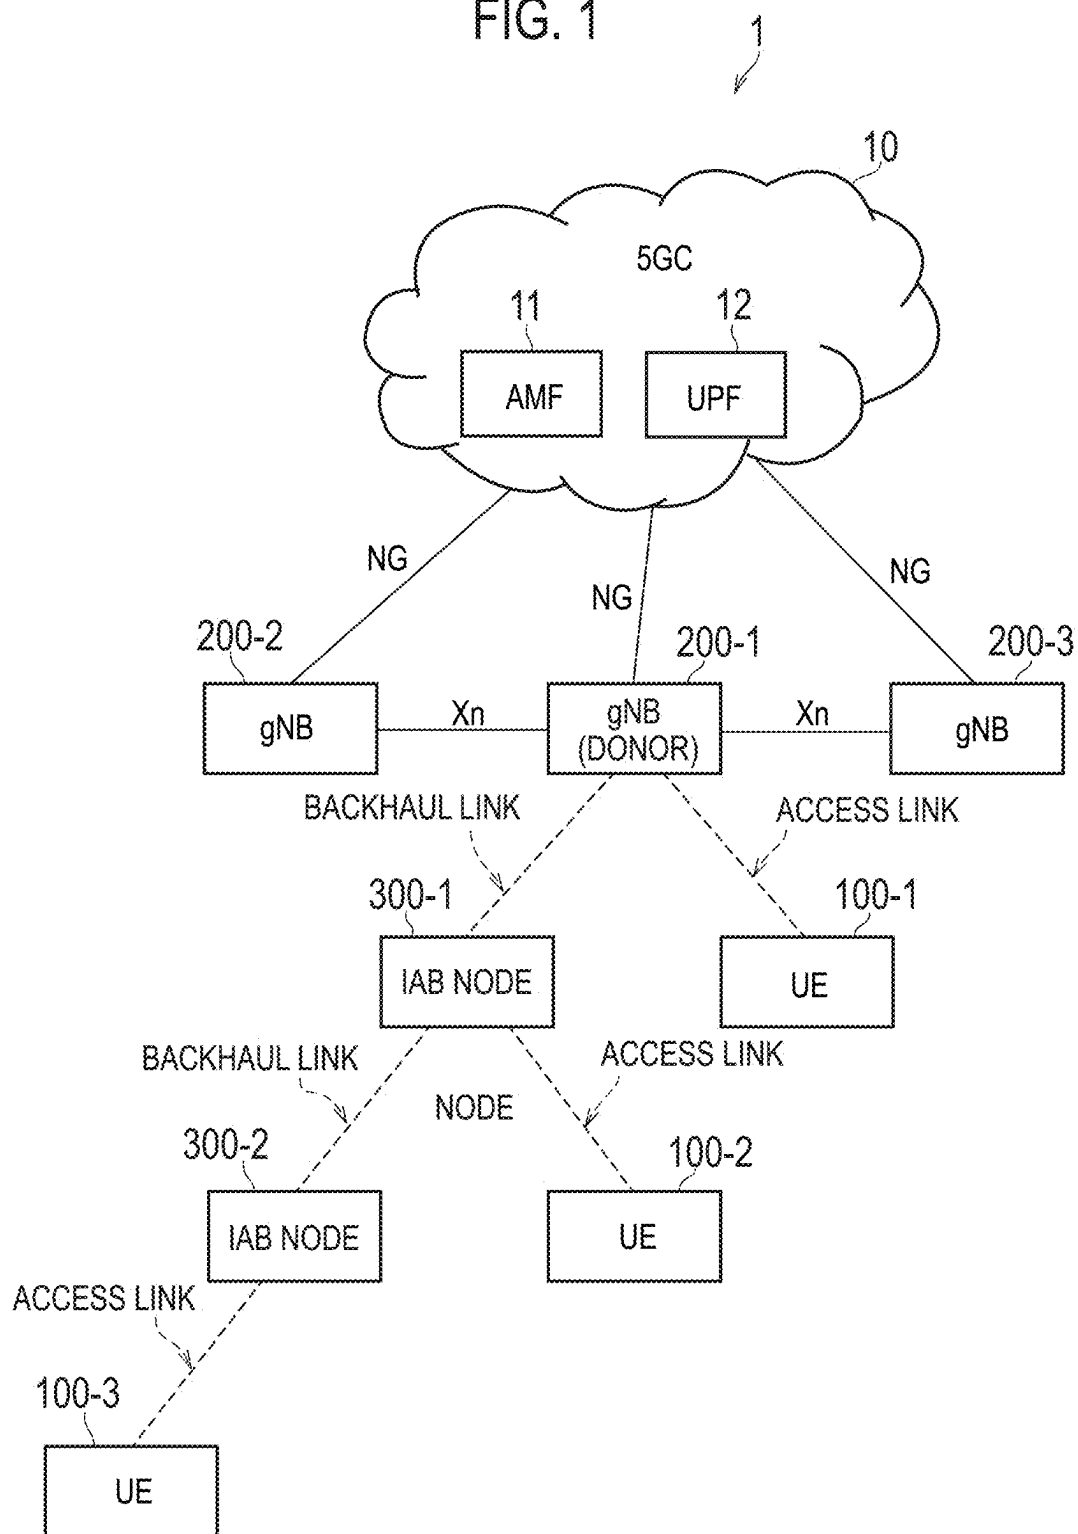 FIG. 1
1
10
5GC
11
12
AMF
UPF
NG
NG
NG
200-2
200-1
200-3
gNB
Xn
gNB
(DONOR)
Xn
gNB
BACKHAUL LINK
ACCESS LINK
300-1
100-1
IAB NODE
UE
BACKHAUL LINK
ACCESS LINK
NODE
300-2
100-2
IAB NODE
UE
ACCESS LINK
100-3
UE